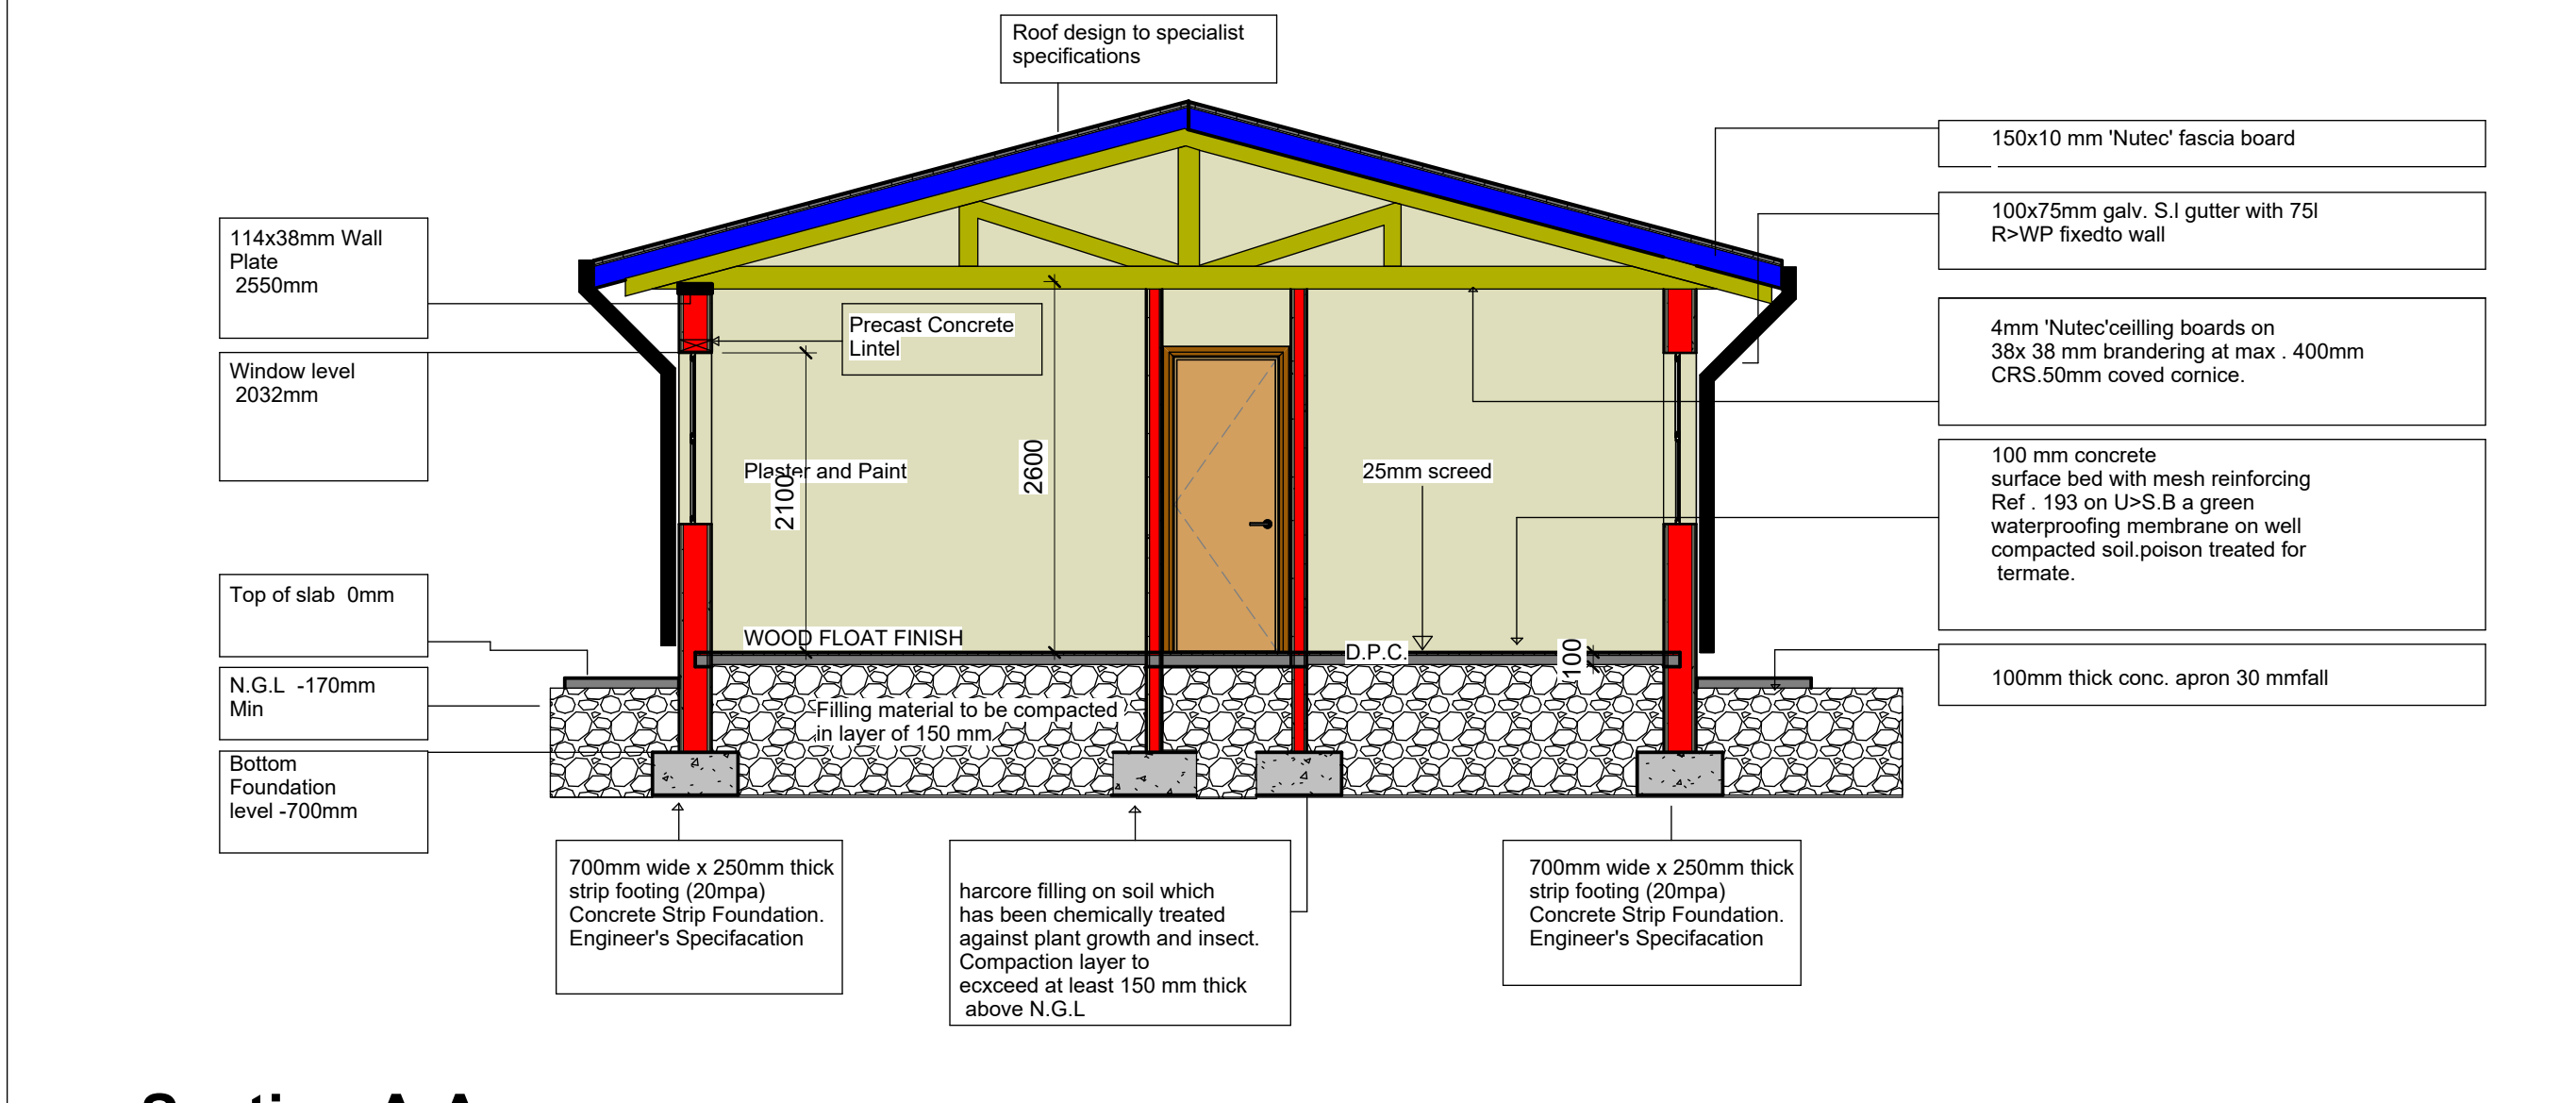 Roof design to specialist
specifications
150x10 mm 'Nutec' fascia board
100x75mm galv. S.I gutter with 75l
R>WP fixedto wall
114x38mm Wall
Plate
2550mm
Precast Concrete
Lintel
4mm 'Nutec'ceilling boards on
38x 38 mm brandering at max . 400mm
CRS.50mm coved cornice.
Window level
2032mm
Plaster and Paint
2100
2600
25mm screed
100 mm concrete
surface bed with mesh reinforcing
Ref . 193 on U>S.B a green
waterproofing membrane on well
compacted soil.poison treated for
termate.
Top of slab 0mm
WOOD FLOAT FINISH
D.P.C.
100
100mm thick conc. apron 30 mmfall
N.G.L -170mm
Min
Filling material to be compacted
in layer of 150 mm
Bottom
Foundation
level -700mm
700mm wide x 250mm thick
strip footing (20mpa)
Concrete Strip Foundation.
Engineer's Specifacation
harcore filling on soil which
has been chemically treated
against plant growth and insect.
Compaction layer to
ecxceed at least 150 mm thick
above N.G.L
700mm wide x 250mm thick
strip footing (20mpa)
Concrete Strip Foundation.
Engineer's Specifacation
Section A-A